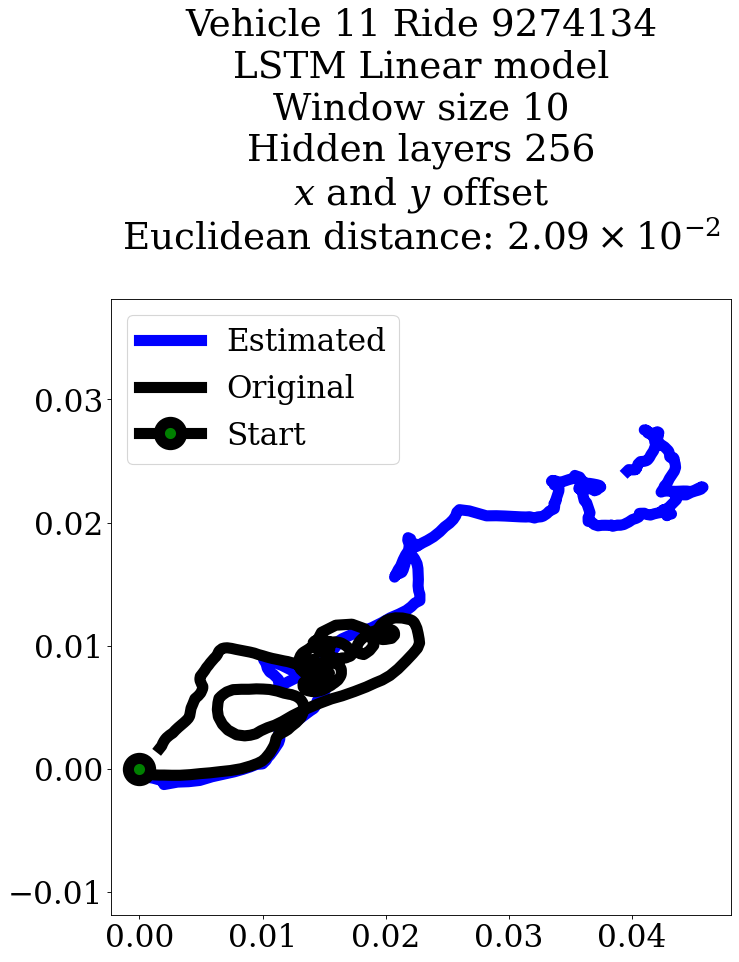 Vehicle 11 Ride 9274134
LSTM Linear model
Window size 10
Hidden layers 256
x and y offset
Euclidean distance: 2.09 × 10⁻²
Estimated
Original
Start
0.03
0.02
0.01
0.00
−0.01
0.00 0.01 0.02 0.03 0.04